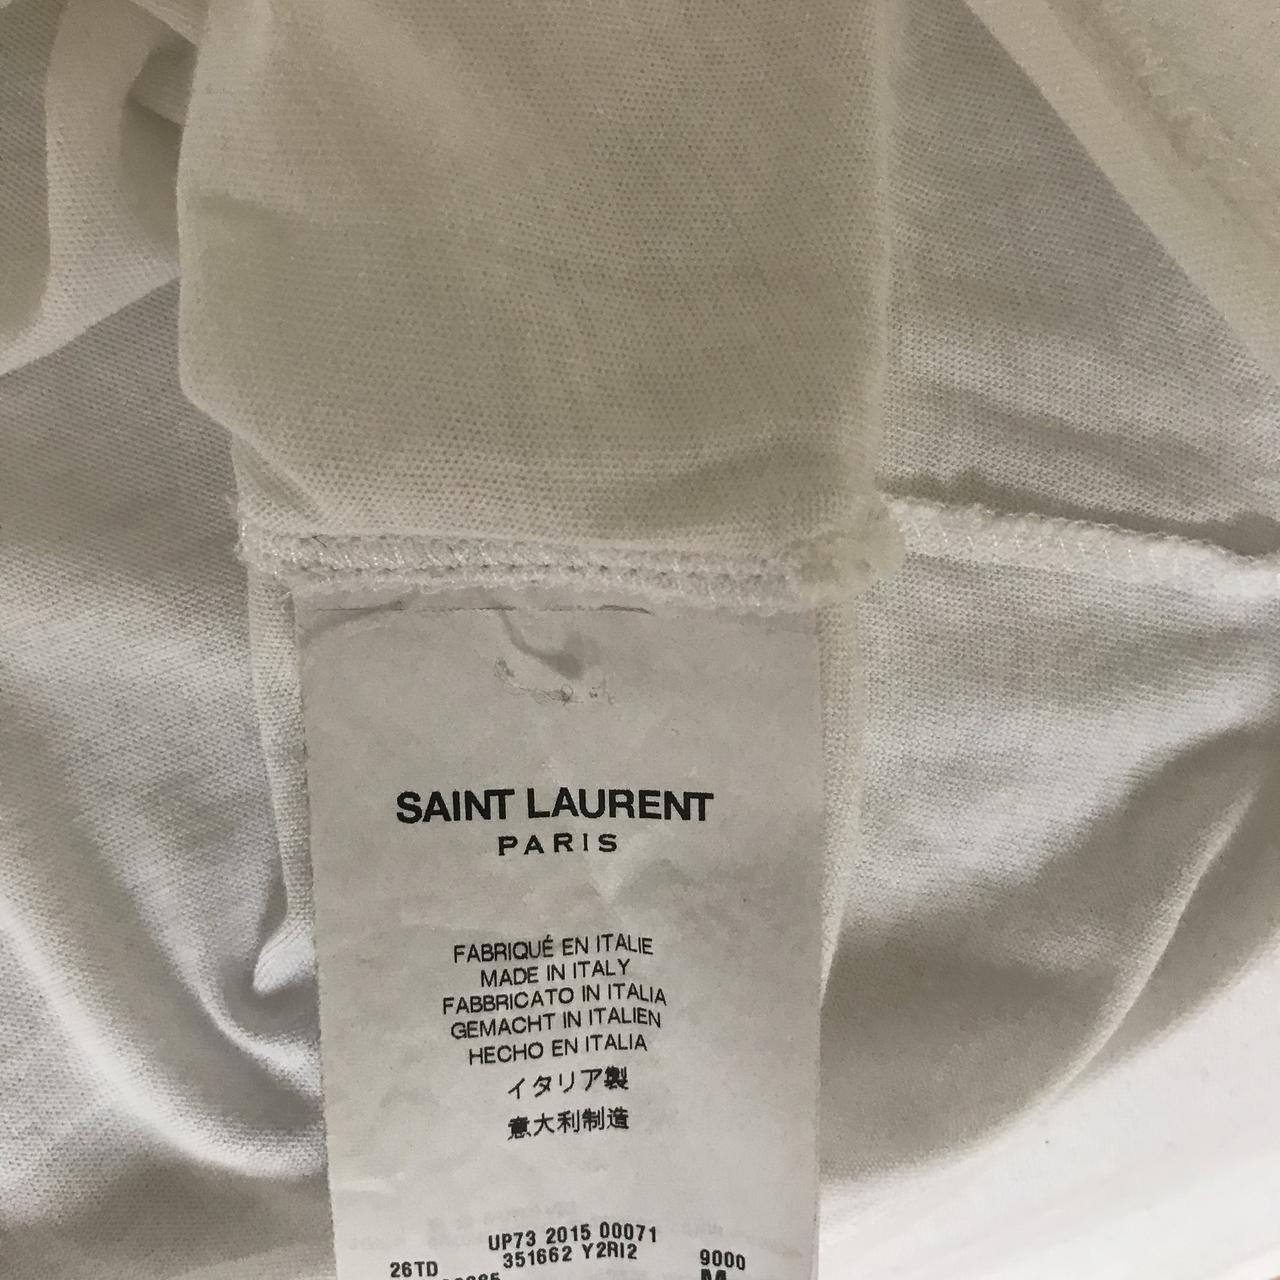 SAINT LAURENT
PARIS
FABRIQUÉ EN ITALIE
MADE IN ITALY
FABBRICATO IN ITALIA
GEMACHT IN ITALIEN
HECHO EN ITALIA
イタリア製
意大利制造
UP73 2015 00071
26TD 351662 Y2RI2 9000
M